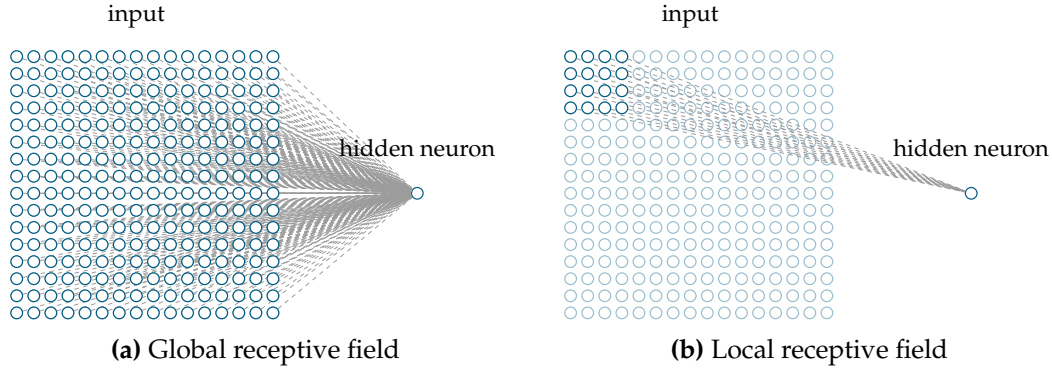 input
hidden neuron
(a) Global receptive field
input
hidden neuron
(b) Local receptive field